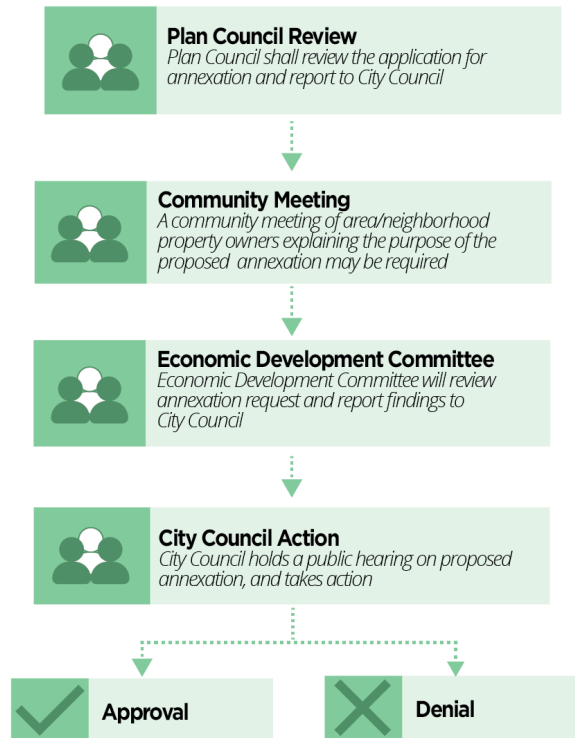 Plan Council Review
Plan Council shall review the application for
annexation and report to City Council
Community Meeting
A community meeting of area/neighborhood
property owners explaining the purpose of the
proposed annexation may be required
Economic Development Committee
Economic Development Committee will review
annexation request and report findings to
City Council
City Council Action
City Council holds a public hearing on proposed
annexation, and takes action
Approval
Denial